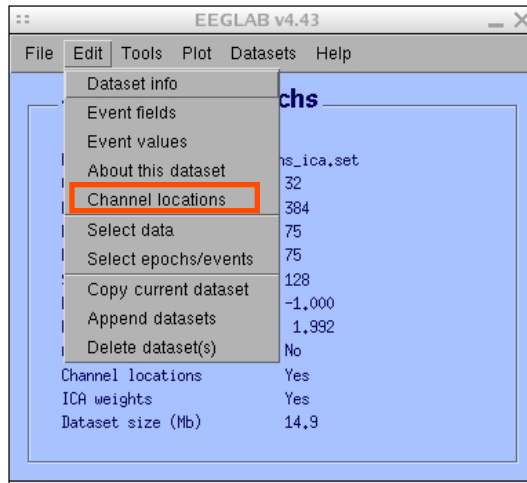 EEGLAB v4.43
File Edit Tools Plot Datasets Help
Dataset info
Event fields
Event values
About this dataset
Channel locations
Select data
Select epochs/events
Copy current dataset
Append datasets
Delete dataset(s)
chs
ns_ica.set
32
384
75
75
128
-1.000
1.992
No
Channel locations Yes
ICA weights Yes
Dataset size (Mb) 14.9